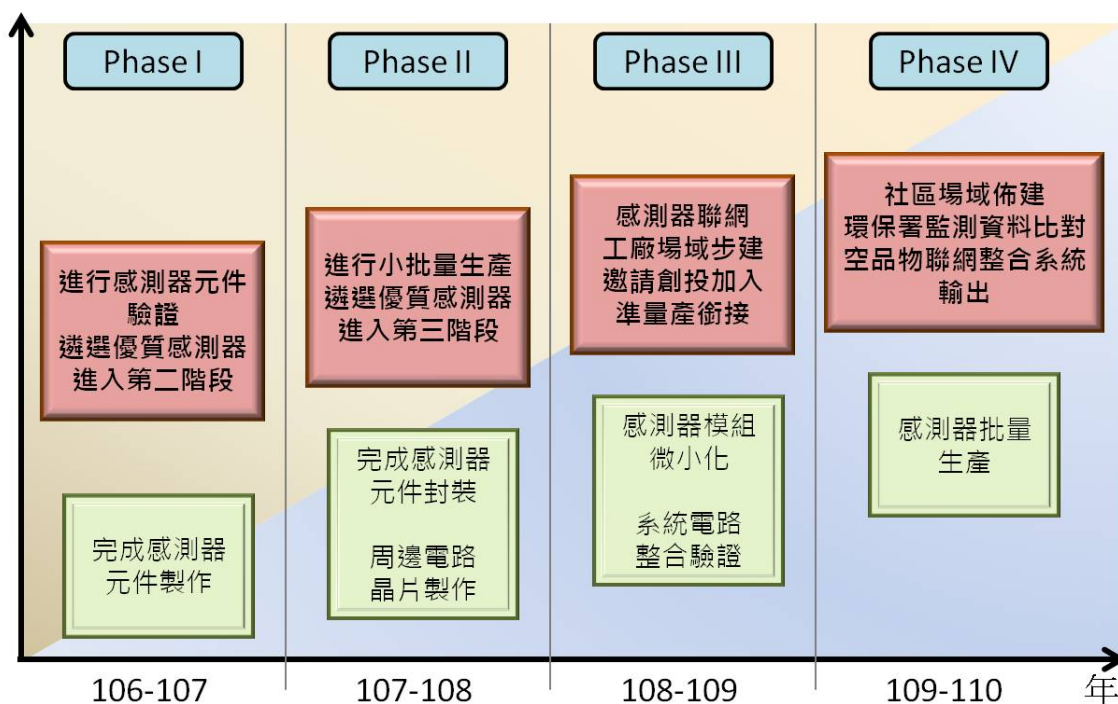 Phase I
Phase II
Phase III
Phase IV
進行感測器元件
驗證
遴選優質感測器
進入第二階段
進行小批量生產
遴選優質感測器
進入第三階段
感測器聯網
工廠場域步建
邀請創投加入
準量產銜接
社區場域佈建
環保署監測資料比對
空品物聯網整合系統
輸出
完成感測器
元件製作
完成感測器
元件封裝
周邊電路
晶片製作
感測器模組
微小化
系統電路
整合驗證
感測器批量
生產
106-107
107-108
108-109
109-110
年